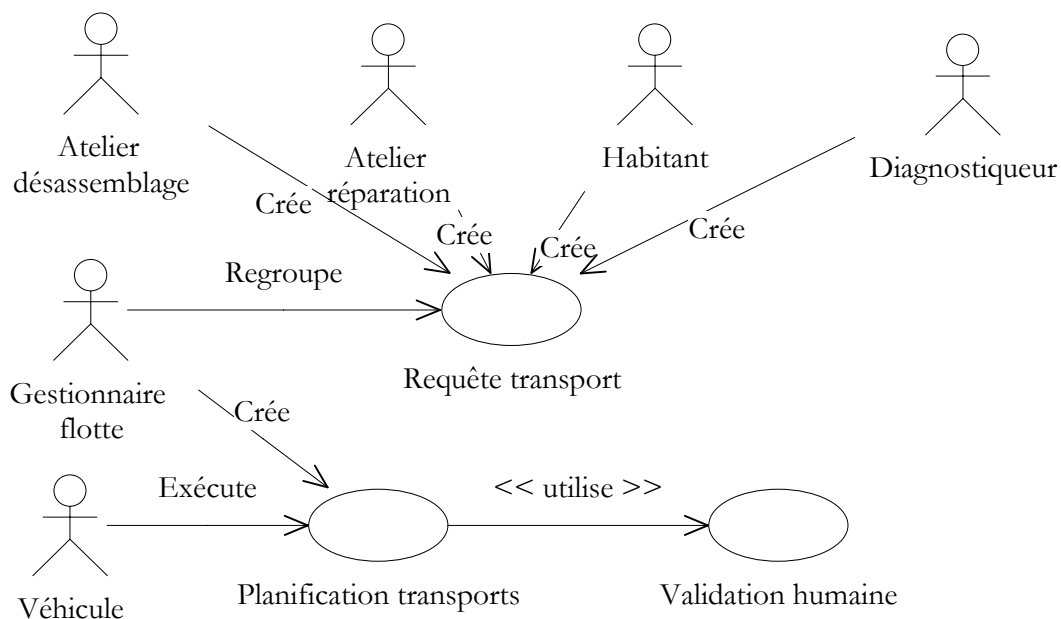 Atelier
désassemblage
Atelier
réparation
Habitant
Diagnostiqueur
Crée
Crée
Crée
Crée
Regroupe
Requête transport
Gestionnaire
flotte
Crée
Exécute
<< utilise >>
Véhicule
Planification transports
Validation humaine